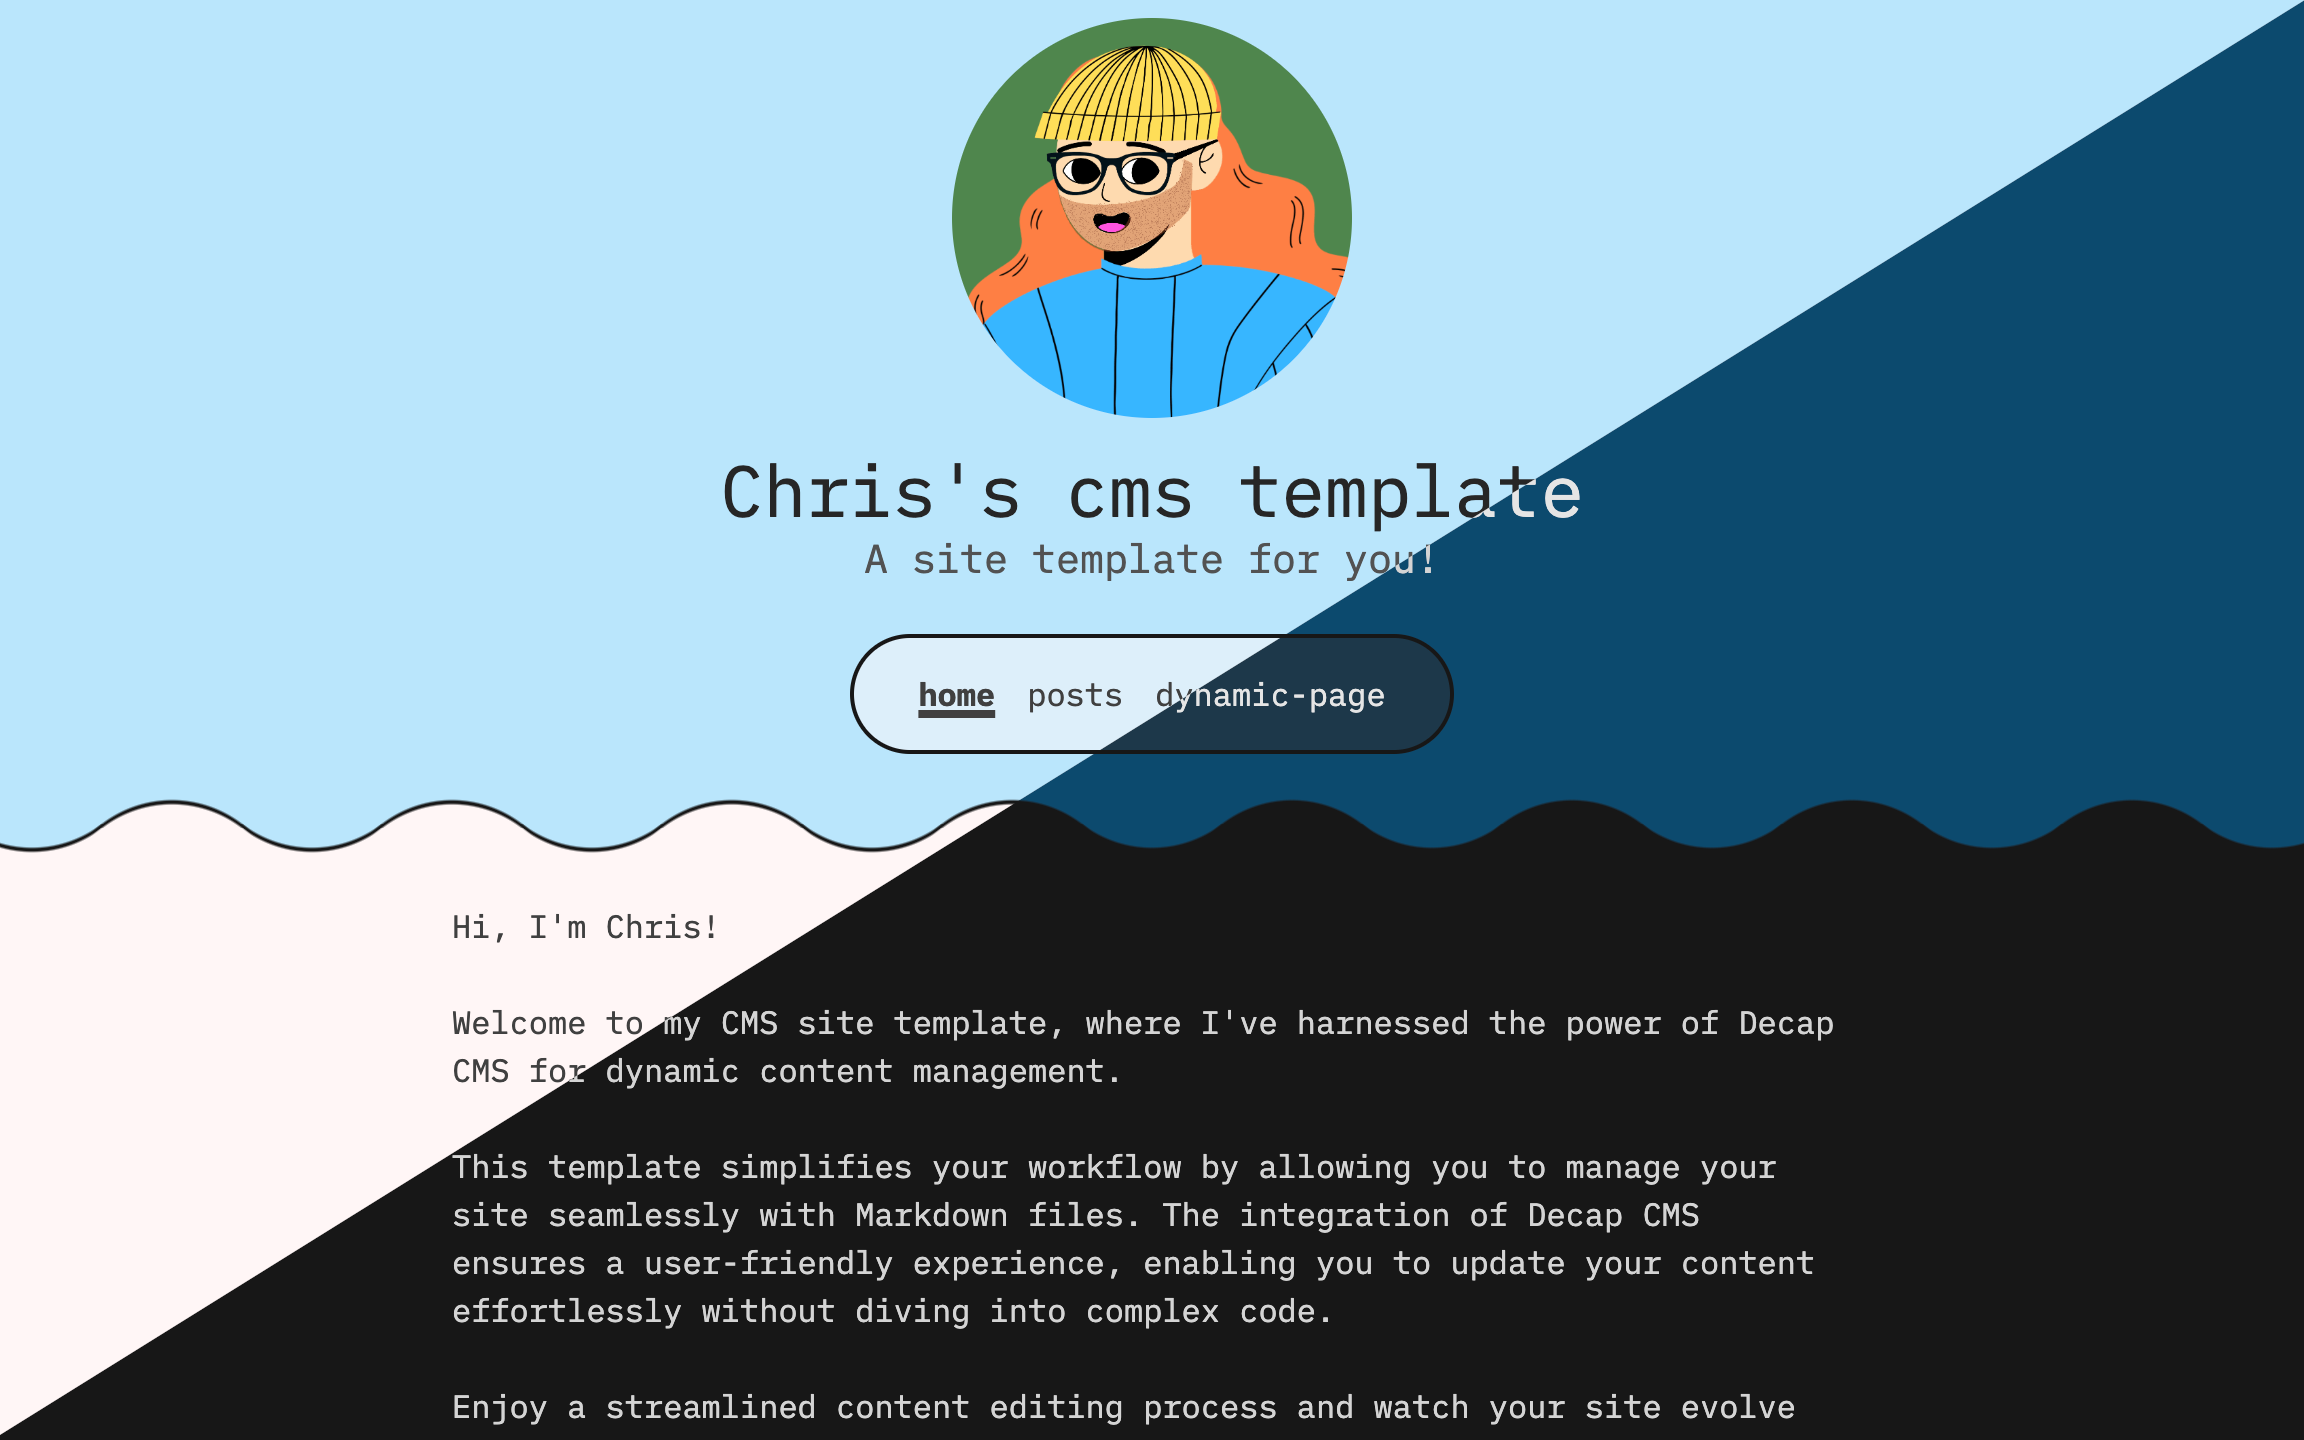 Chris's cms template
A site template for you!
home posts dynamic-page
Hi, I'm Chris!
Welcome to my CMS site template, where I've harnessed the power of Decap
CMS for dynamic content management.
This template simplifies your workflow by allowing you to manage your
site seamlessly with Markdown files. The integration of Decap CMS
ensures a user-friendly experience, enabling you to update your content
effortlessly without diving into complex code.
Enjoy a streamlined content editing process and watch your site evolve